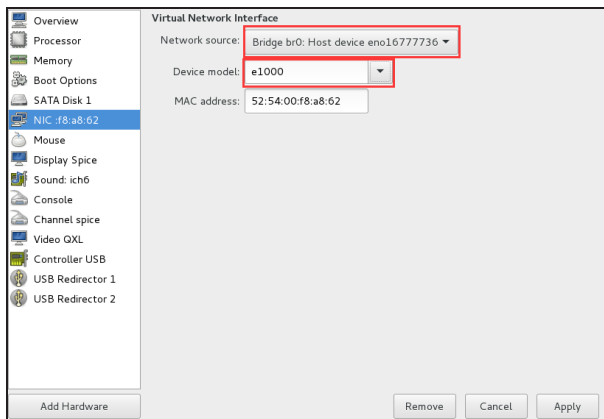 Overview
Processor
Memory
Boot Options
SATA Disk 1
NIC :f8:a8:62
Mouse
Display Spice
Sound: ich6
Console
Channel spice
Video QXL
Controller USB
USB Redirector 1
USB Redirector 2
Add Hardware
Virtual Network Interface
Network source: Bridge br0: Host device eno16777736
Device model: e1000
MAC address: 52:54:00:f8:a8:62
Remove Cancel Apply